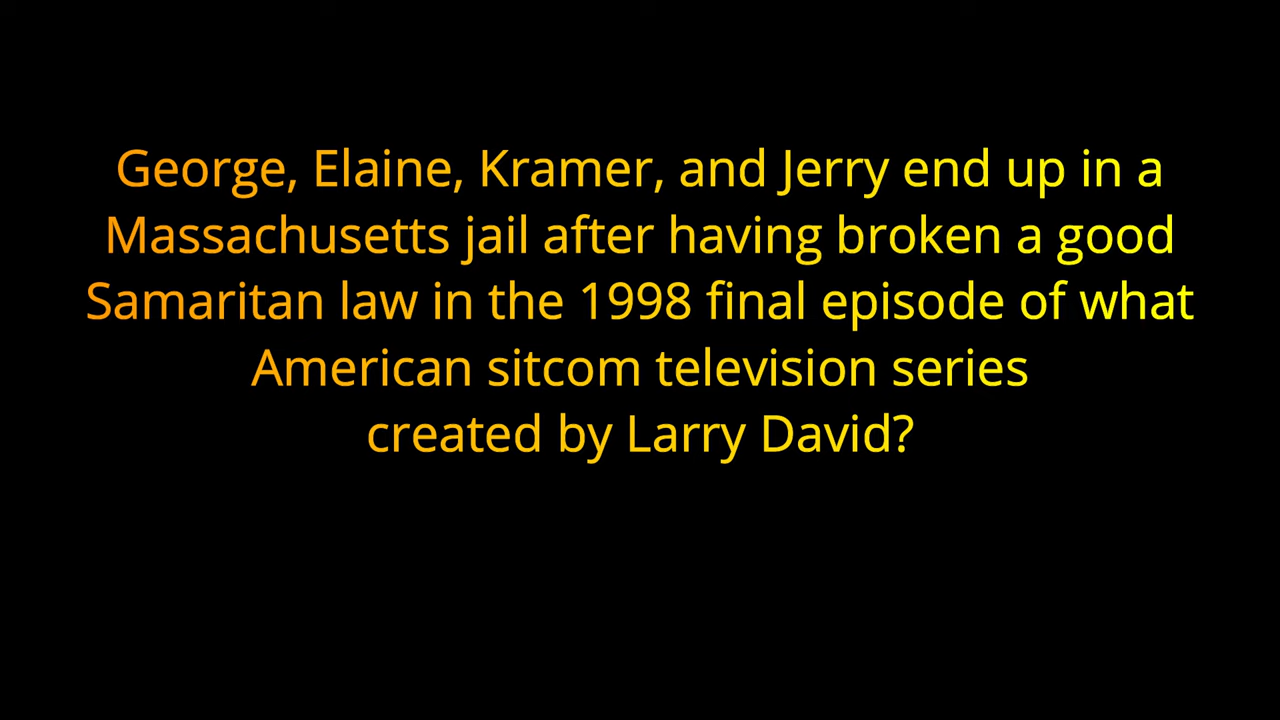 George, Elaine, Kramer, and Jerry end up in a
Massachusetts jail after having broken a good
Samaritan law in the 1998 final episode of what
American sitcom television series
created by Larry David?